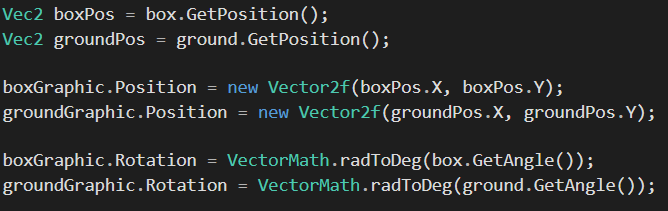 Vec2 boxPos = box.GetPosition();
Vec2 groundPos = ground.GetPosition();
boxGraphic.Position = new Vector2f(boxPos.X, boxPos.Y);
groundGraphic.Position = new Vector2f(groundPos.X, groundPos.Y);
boxGraphic.Rotation = VectorMath.radToDeg(box.GetAngle());
groundGraphic.Rotation = VectorMath.radToDeg(ground.GetAngle());